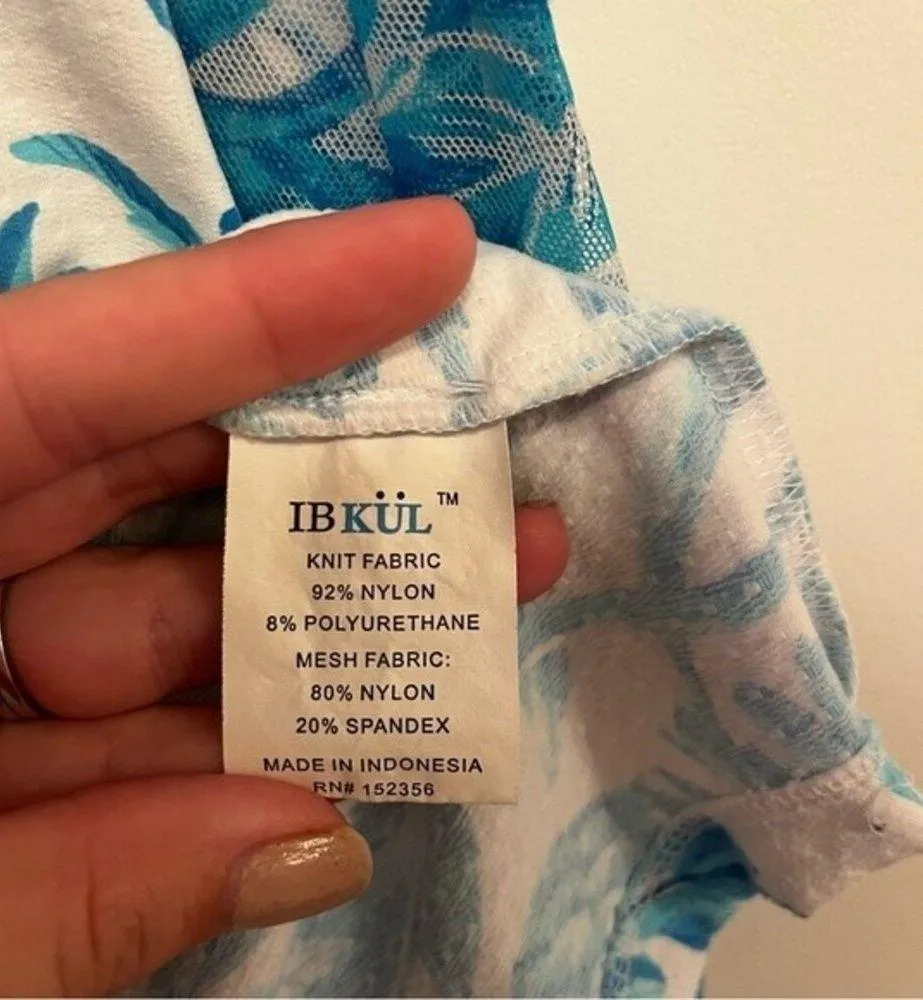 IBKÜL™
KNIT FABRIC
92% NYLON
8% POLYURETHANE
MESH FABRIC:
80% NYLON
20% SPANDEX
MADE IN INDONESIA
RN# 152356